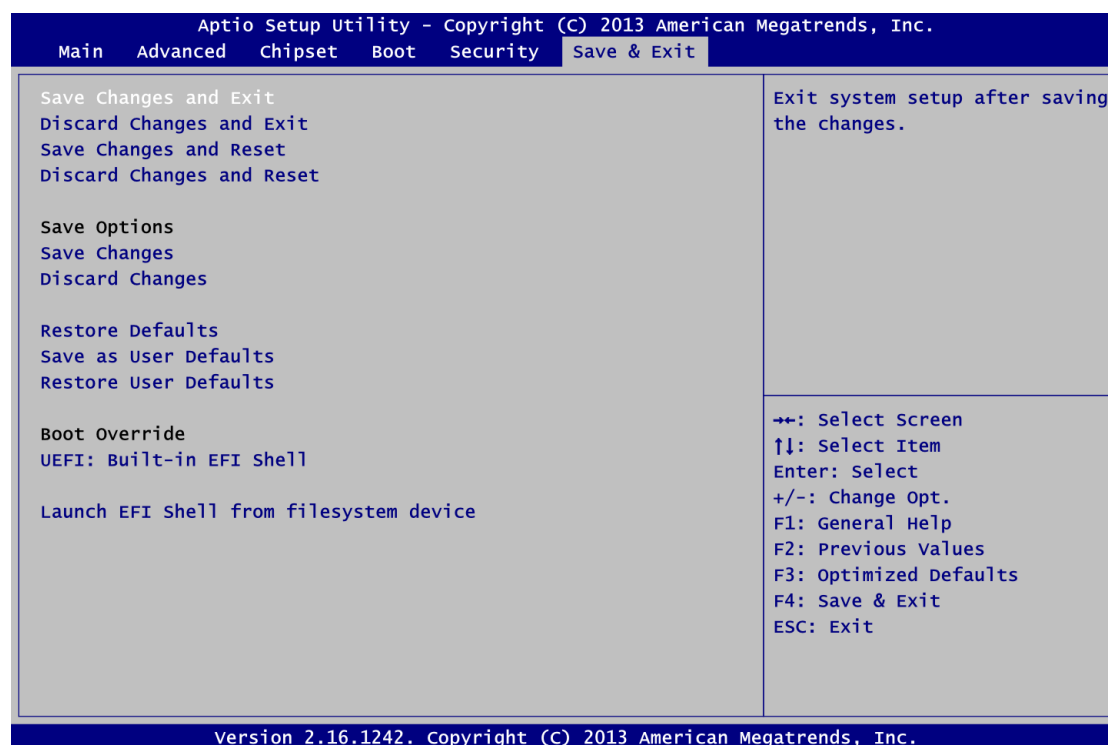 Aptio Setup Utility - Copyright (C) 2013 American Megatrends, Inc.
Main Advanced Chipset Boot Security Save & Exit
Save Changes and Exit
Discard Changes and Exit
Save Changes and Reset
Discard Changes and Reset
Save Options
Save Changes
Discard Changes
Restore Defaults
Save as User Defaults
Restore User Defaults
Boot Override
UEFI: Built-in EFI Shell
Launch EFI Shell from filesystem device
Exit system setup after saving
the changes.
→←: Select Screen
↑↓: Select Item
Enter: Select
+/-: Change Opt.
F1: General Help
F2: Previous Values
F3: Optimized Defaults
F4: Save & Exit
ESC: Exit
Version 2.16.1242. Copyright (C) 2013 American Megatrends, Inc.